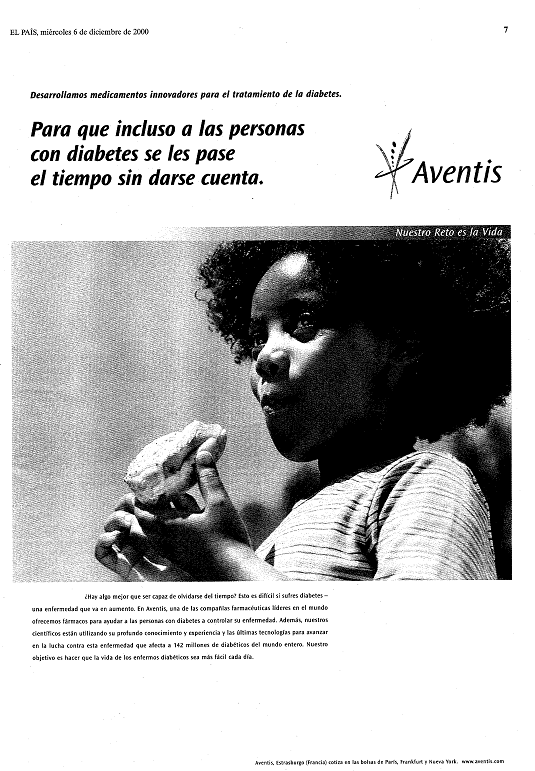 EL PAÍS, miércoles 6 de diciembre de 2000
7
Desarrollamos medicamentos innovadores para el tratamiento de la diabetes.
Para que incluso a las personas
con diabetes se les pase
el tiempo sin darse cuenta.
Aventis
Nuestro Reto es la Vida
¿Hay algo mejor que ser capaz de olvidarse del tiempo? Esto es difícil si sufres diabetes –
una enfermedad que va en aumento. En Aventis, una de las compañías farmacéuticas líderes en el mundo
ofrecemos fármacos para ayudar a las personas con diabetes a controlar su enfermedad. Además, nuestros
científicos están utilizando su profundo conocimiento y experiencia y las últimas tecnologías para avanzar
en la lucha contra esta enfermedad que afecta a 142 millones de diabéticos del mundo entero. Nuestro
objetivo es hacer que la vida de los enfermos diabéticos sea más fácil cada día.
Aventis, Estrasburgo (Francia) cotiza en las bolsas de París, Frankfurt y Nueva York. www.aventis.com